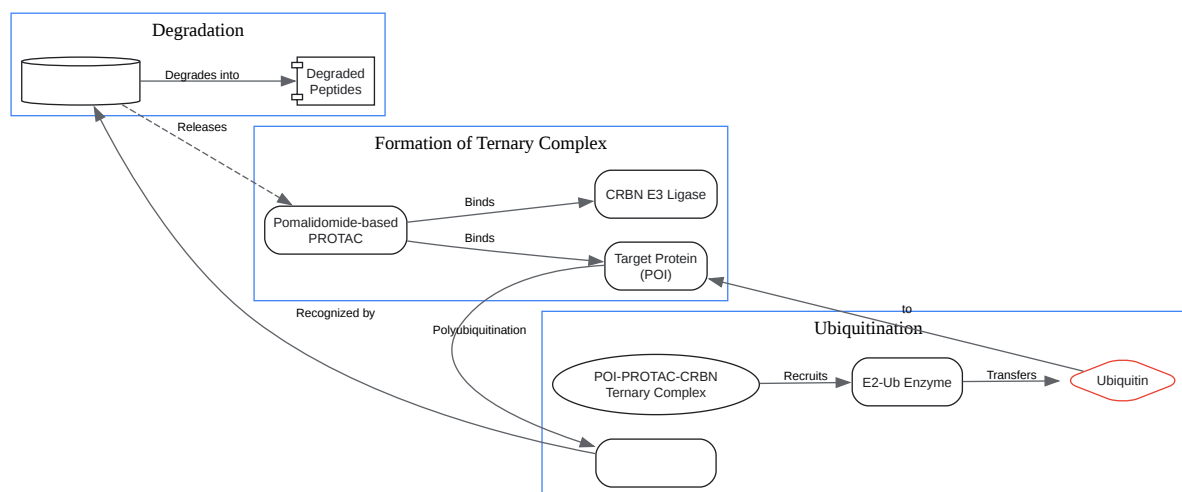 Degradation
Degrades into
Degraded
Peptides
Releases
Formation of Ternary Complex
CRBN E3 Ligase
Binds
Pomalidomide-based
PROTAC
Binds
Target Protein
(POI)
Recognized by
to
Polyubiquitination
Ubiquitination
POI-PROTAC-CRBN
Ternary Complex
Recruits
E2-Ub Enzyme
Transfers
Ubiquitin